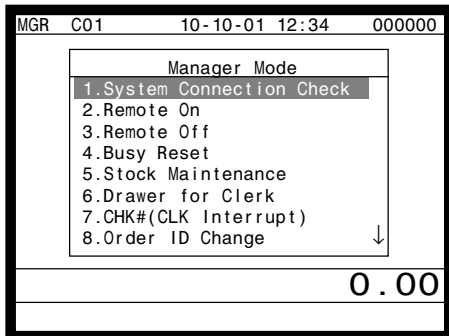 MGR C01 10-10-01 12:34 000000
Manager Mode
1.System Connection Check
2.Remote On
3.Remote Off
4.Busy Reset
5.Stock Maintenance
6.Drawer for Clerk
7.CHK#(CLK Interrupt)
8.Order ID Change ↓
0.00